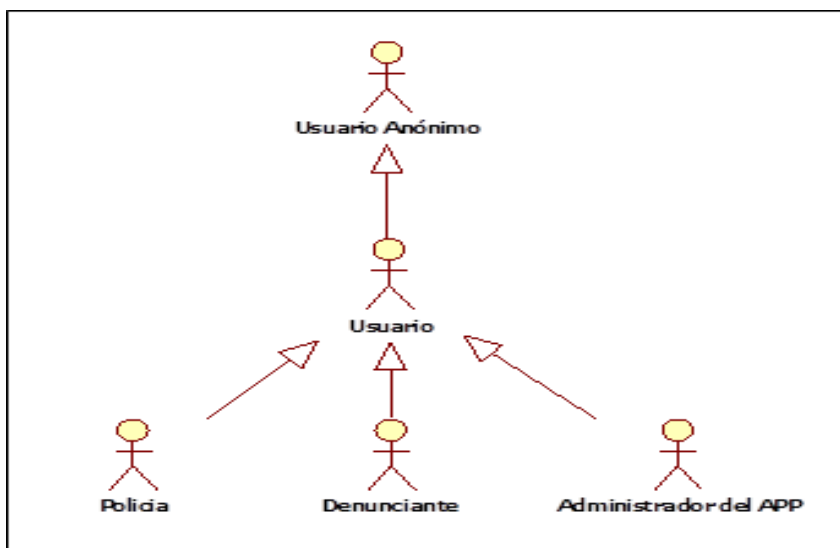 Usuario Anónimo
Usuario
Policia
Denunciante
Administrador del APP